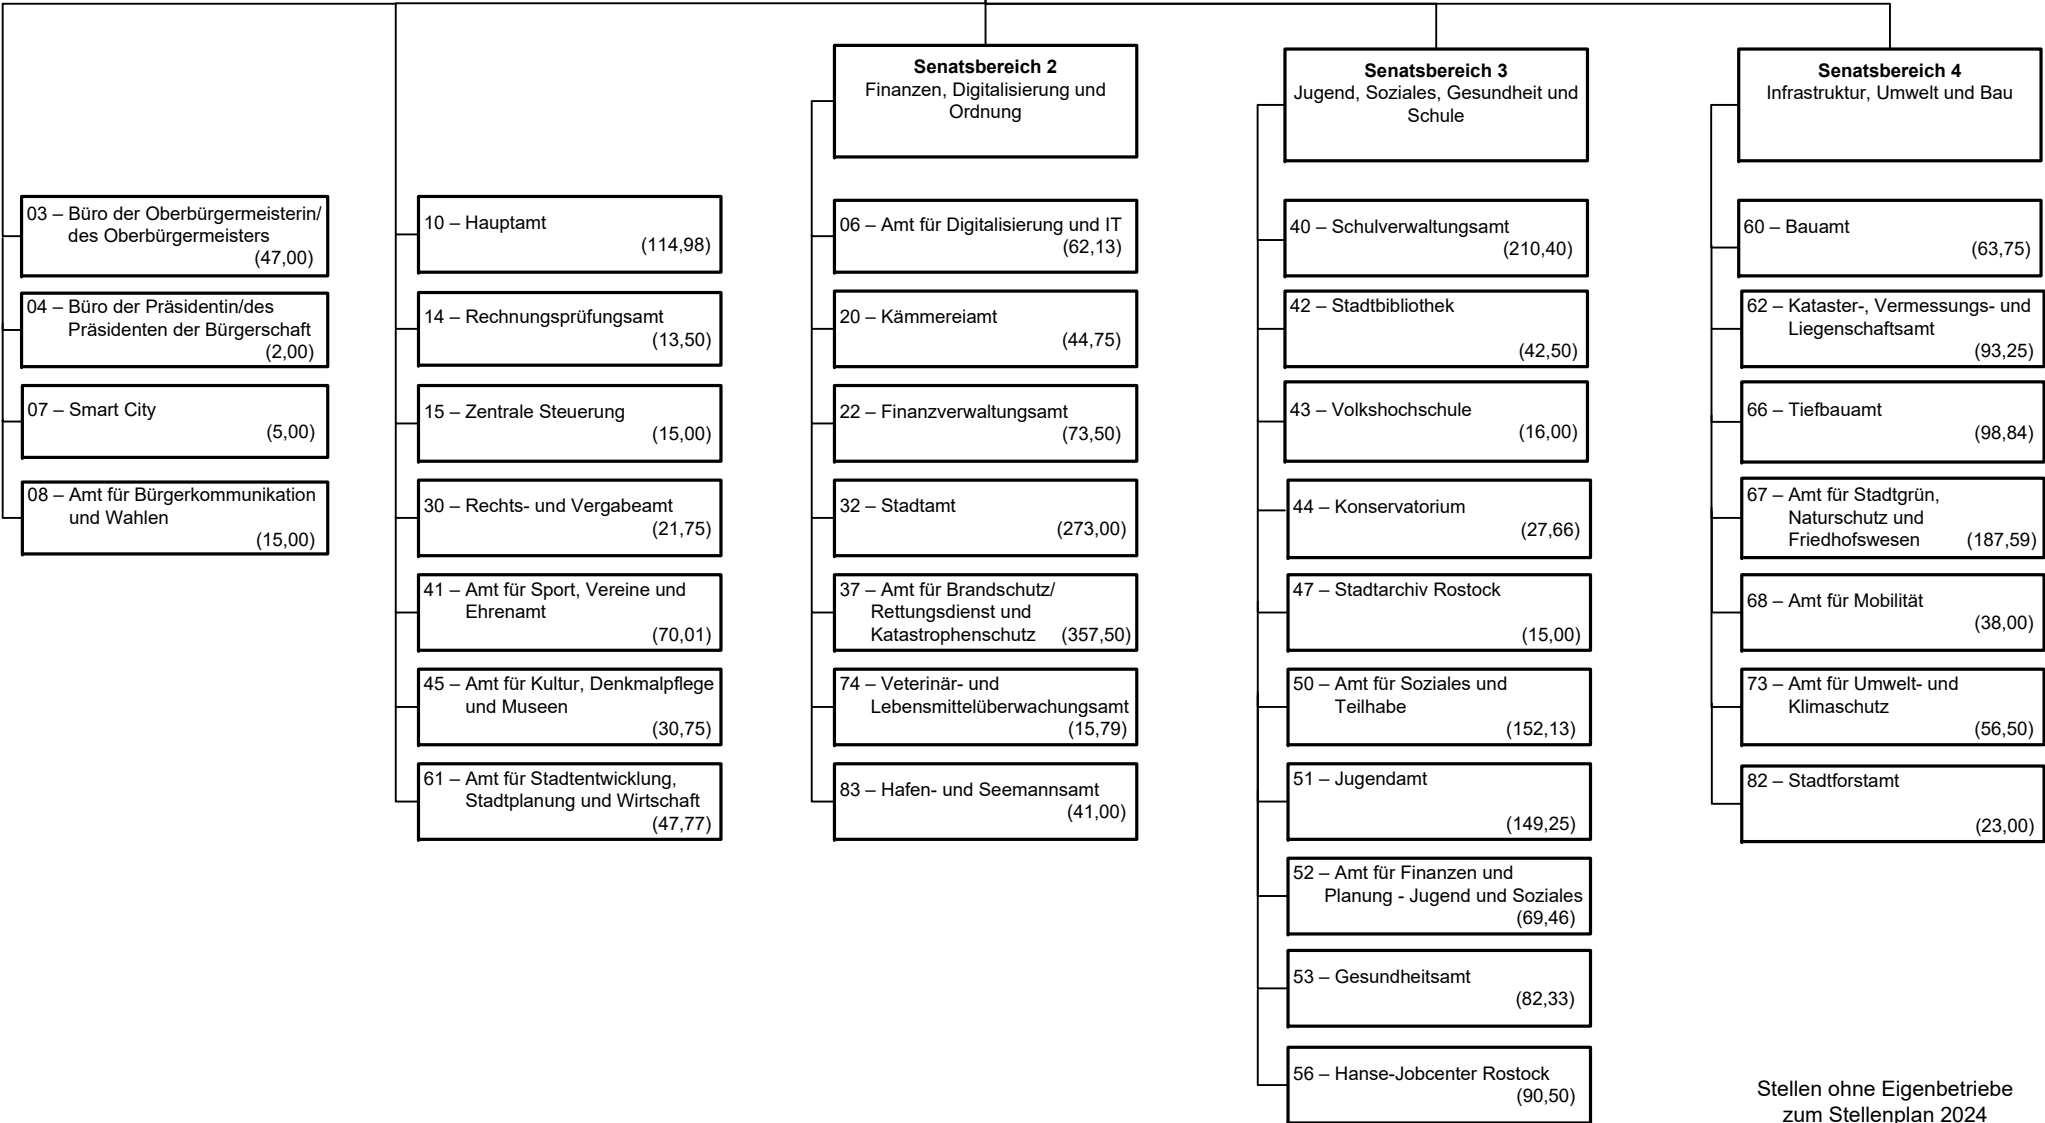 Senatsbereich 2
Finanzen, Digitalisierung und
Ordnung
Senatsbereich 3
Jugend, Soziales, Gesundheit und
Schule
Senatsbereich 4
Infrastruktur, Umwelt und Bau
03 – Büro der Oberbürgermeisterin/
des Oberbürgermeisters
(47,00)
04 – Büro der Präsidentin/des
Präsidenten der Bürgerschaft
(2,00)
07 – Smart City
(5,00)
08 – Amt für Bürgerkommunikation
und Wahlen
(15,00)
10 – Hauptamt
(114,98)
14 – Rechnungsprüfungsamt
(13,50)
15 – Zentrale Steuerung
(15,00)
30 – Rechts- und Vergabeamt
(21,75)
41 – Amt für Sport, Vereine und
Ehrenamt
(70,01)
45 – Amt für Kultur, Denkmalpflege
und Museen
(30,75)
61 – Amt für Stadtentwicklung,
Stadtplanung und Wirtschaft
(47,77)
06 – Amt für Digitalisierung und IT
(62,13)
20 – Kämmereiamt
(44,75)
22 – Finanzverwaltungsamt
(73,50)
32 – Stadtamt
(273,00)
37 – Amt für Brandschutz/
Rettungsdienst und
Katastrophenschutz (357,50)
74 – Veterinär- und
Lebensmittelüberwachungsamt
(15,79)
83 – Hafen- und Seemannsamt
(41,00)
40 – Schulverwaltungsamt
(210,40)
42 – Stadtbibliothek
(42,50)
43 – Volkshochschule
(16,00)
44 – Konservatorium
(27,66)
47 – Stadtarchiv Rostock
(15,00)
50 – Amt für Soziales und
Teilhabe
(152,13)
51 – Jugendamt
(149,25)
52 – Amt für Finanzen und
Planung - Jugend und Soziales
(69,46)
53 – Gesundheitsamt
(82,33)
56 – Hanse-Jobcenter Rostock
(90,50)
60 – Bauamt
(63,75)
62 – Kataster-, Vermessungs- und
Liegenschaftsamt
(93,25)
66 – Tiefbauamt
(98,84)
67 – Amt für Stadtgrün,
Naturschutz und
Friedhofswesen (187,59)
68 – Amt für Mobilität
(38,00)
73 – Amt für Umwelt- und
Klimaschutz
(56,50)
82 – Stadtforstamt
(23,00)
Stellen ohne Eigenbetriebe
zum Stellenplan 2024